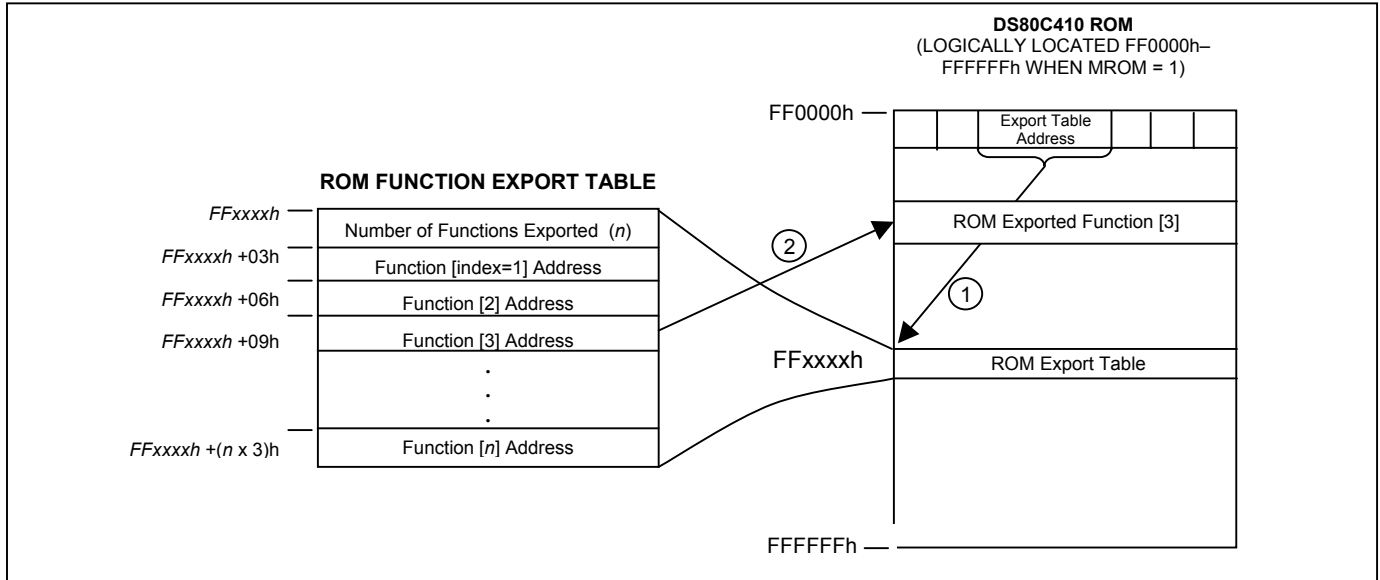 DS80C410 ROM
(LOGICALLY LOCATED FF0000h–
FFFFFFh WHEN MROM = 1)
FF0000h
Export Table
Address
ROM FUNCTION EXPORT TABLE
FFxxxxh
Number of Functions Exported (n)
FFxxxxh +03h
Function [index=1] Address
FFxxxxh +06h
Function [2] Address
FFxxxxh +09h
Function [3] Address
.
.
.
FFxxxxh +(n x 3)h
Function [n] Address
2
ROM Exported Function [3]
1
FFxxxxh
ROM Export Table
FFFFFFh